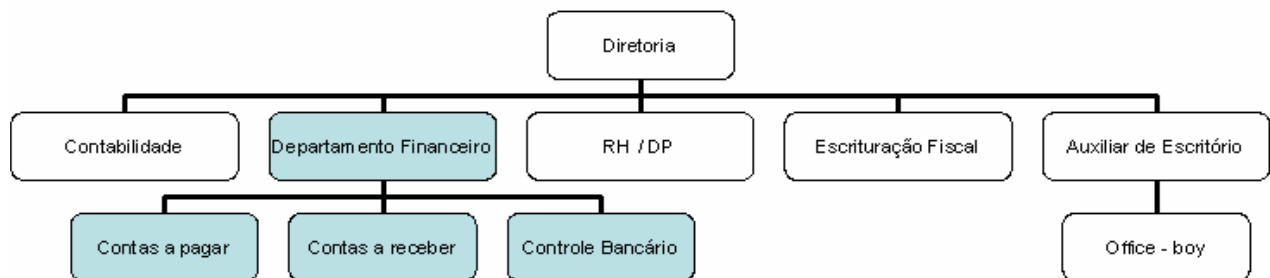 Diretoria
Contabilidade
Departamento Financeiro
RH / DP
Escrituração Fiscal
Auxiliar de Escritório
Contas a pagar
Contas a receber
Controle Bancário
Office - boy